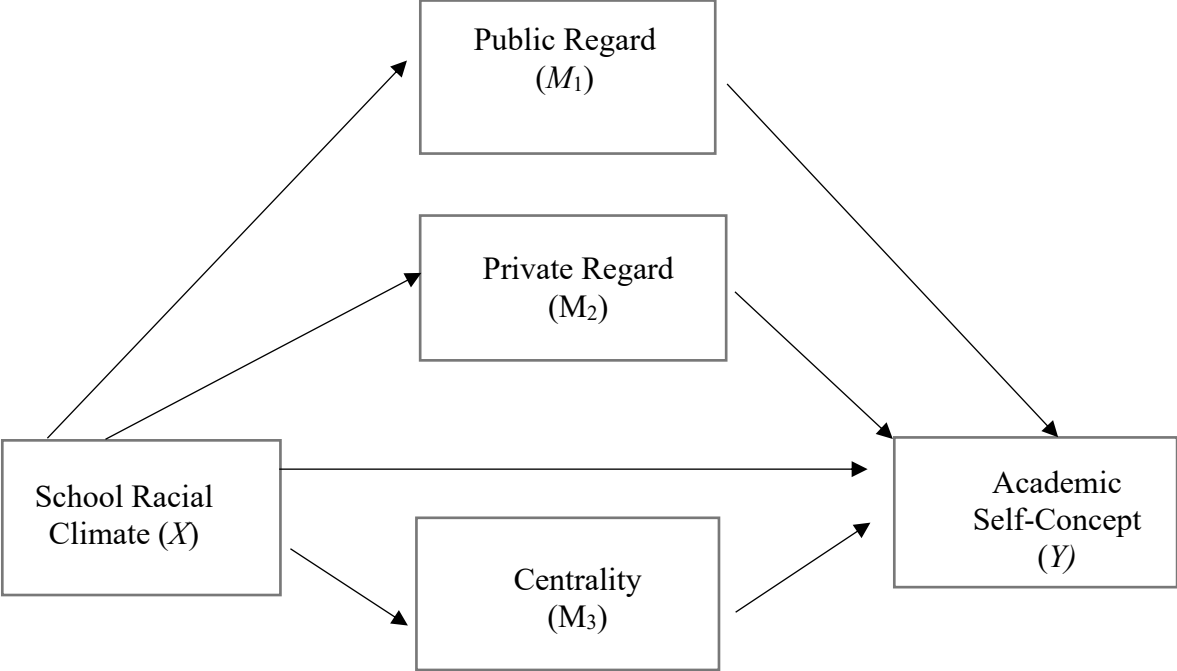 Public Regard
(M₁)
Private Regard
(M₂)
School Racial
Climate (X)
Centrality
(M₃)
Academic
Self-Concept
(Y)